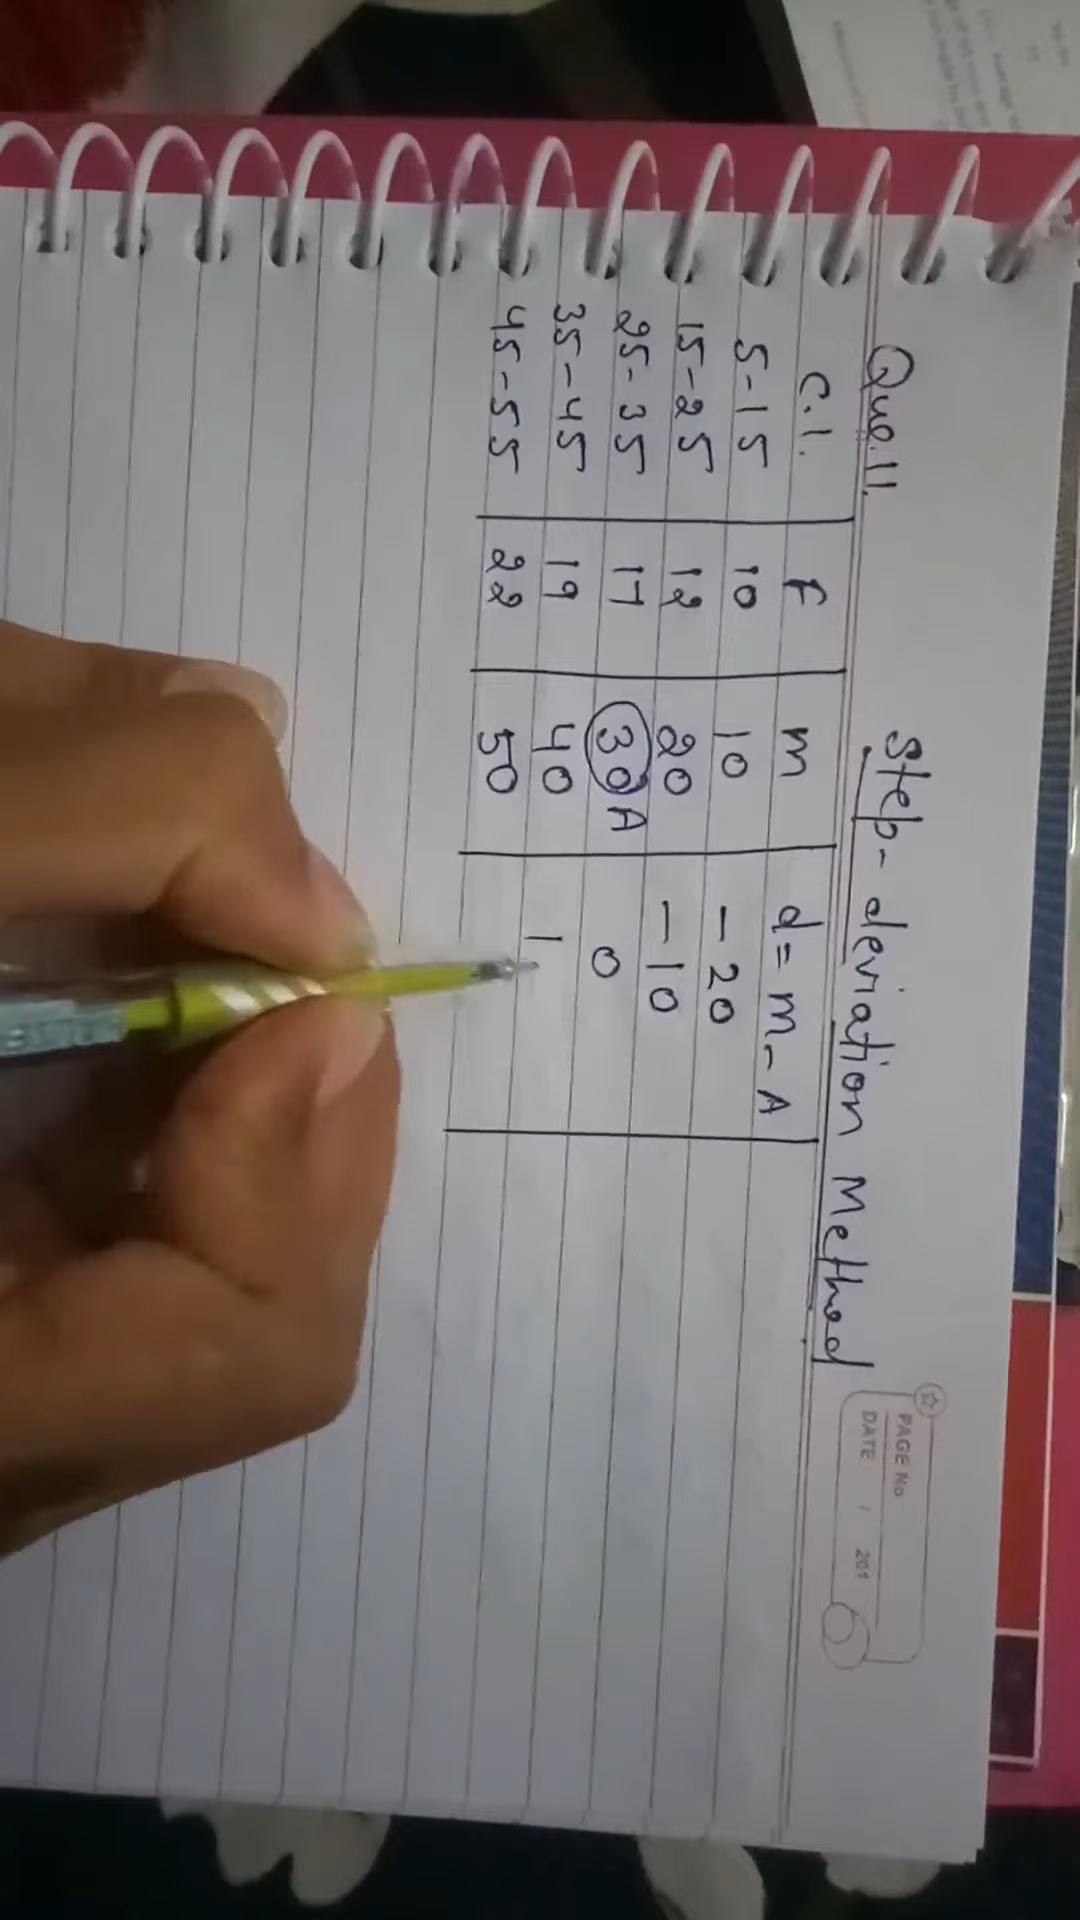 PAGE No
DATE / 201
Step-deviation Method
Que.11.
C.I. f m d=m-A
5-15 10 10 -20
15-25 12 20 -10
25-35 17 30 A 0
35-45 19 40 1
45-55 22 50